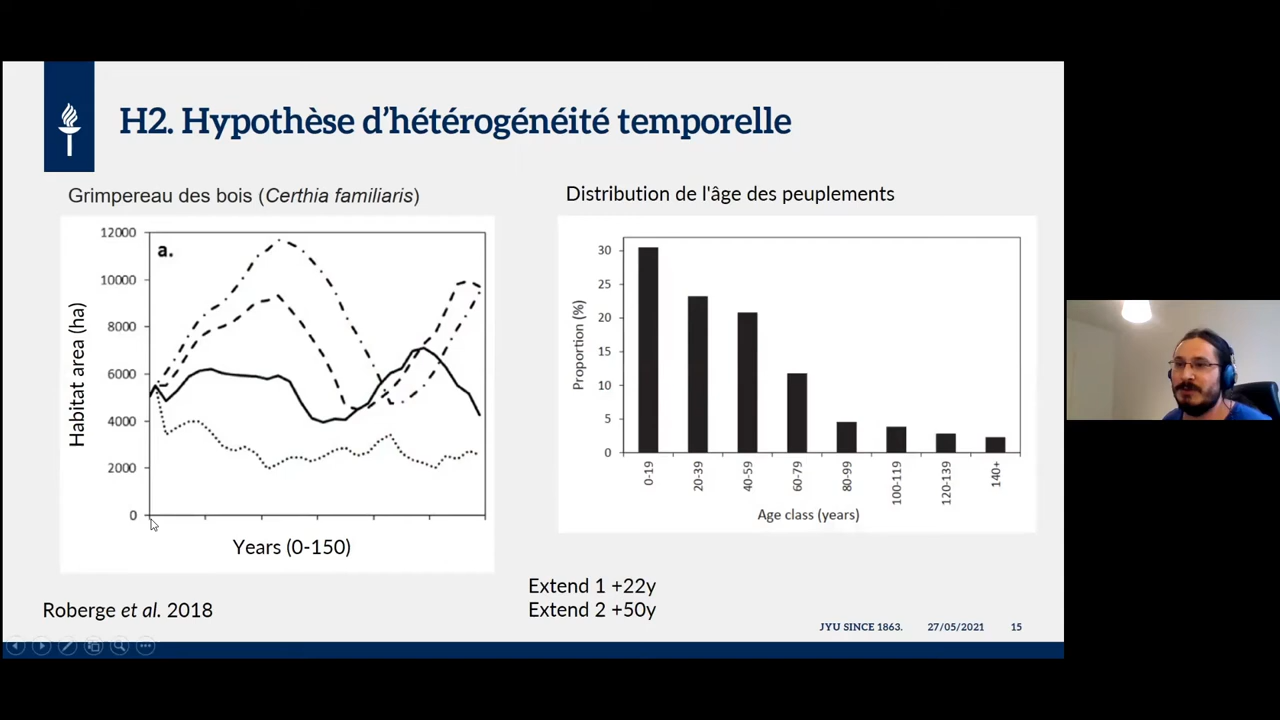 H2. Hypothèse d’hétérogénéité temporelle
Grimpereau des bois (Certhia familiaris)
a.
12000
10000
8000
6000
4000
2000
0
Habitat area (ha)
Years (0-150)
Roberge et al. 2018
Distribution de l'âge des peuplements
30
25
20
15
10
5
0
Proportion (%)
0-19
20-39
40-59
60-79
80-99
100-119
120-139
140+
Age class (years)
Extend 1 +22y
Extend 2 +50y
JYU SINCE 1863. 27/05/2021 15